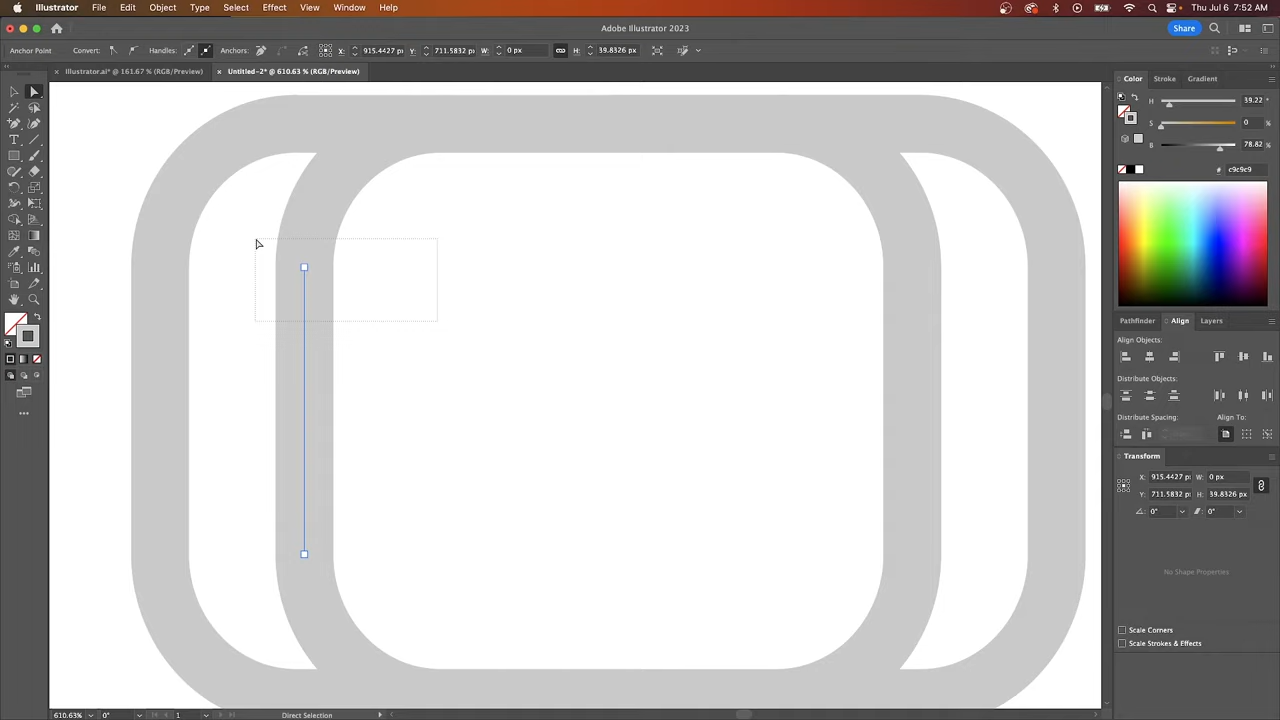 Illustrator File Edit Object Type Select Effect View Window Help
Thu Jul 6 7:52 AM
Adobe Illustrator 2023
Share
Anchor Point Convert: Handles: Anchors: X: 915.4427 p Y: 711.5832 p W: 0 px H: 39.8326 px
× Illustrator.ai* @ 161.67 % (RGB/Preview) × Untitled-2* @ 610.63 % (RGB/Preview)
Color Stroke Gradient
H 39.22 °
S 0 %
B 78.82 %
# c9c9c9
Pathfinder Align Layers
Align Objects:
Distribute Objects:
Distribute Spacing: Align To:
Transform
X: 915.4427 p W: 0 px
Y: 711.5832 p H: 39.8326 px
0° 0°
No Shape Properties
Scale Corners
Scale Strokes & Effects
610.63% 0° 1 Direct Selection